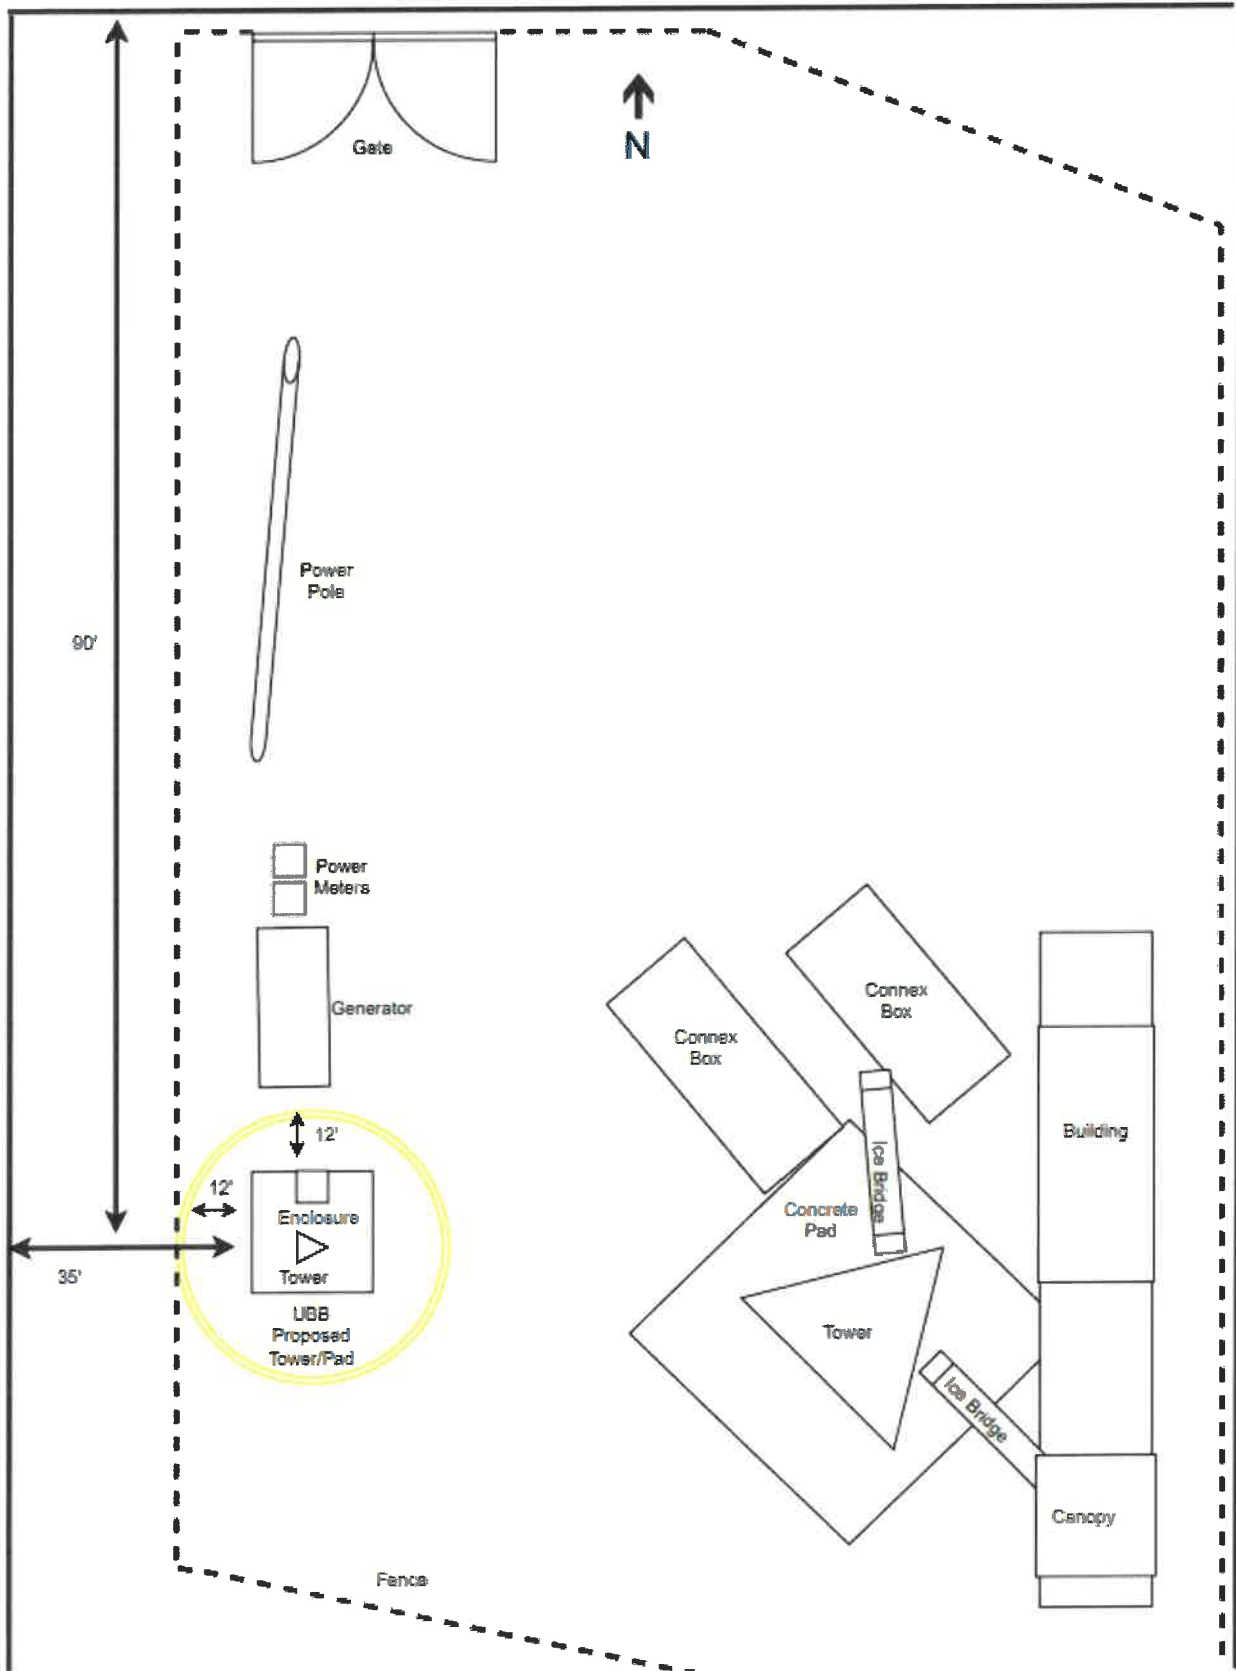 Gate
N
Power
Pole
90'
Power
Meters
Generator
Connex
Box
Connex
Box
Building
12'
12'
Enclosure
Tower
35'
UBB
Proposed
Tower/Pad
Ice Bridge
Concrete
Pad
Tower
Ice Bridge
Canopy
Fence